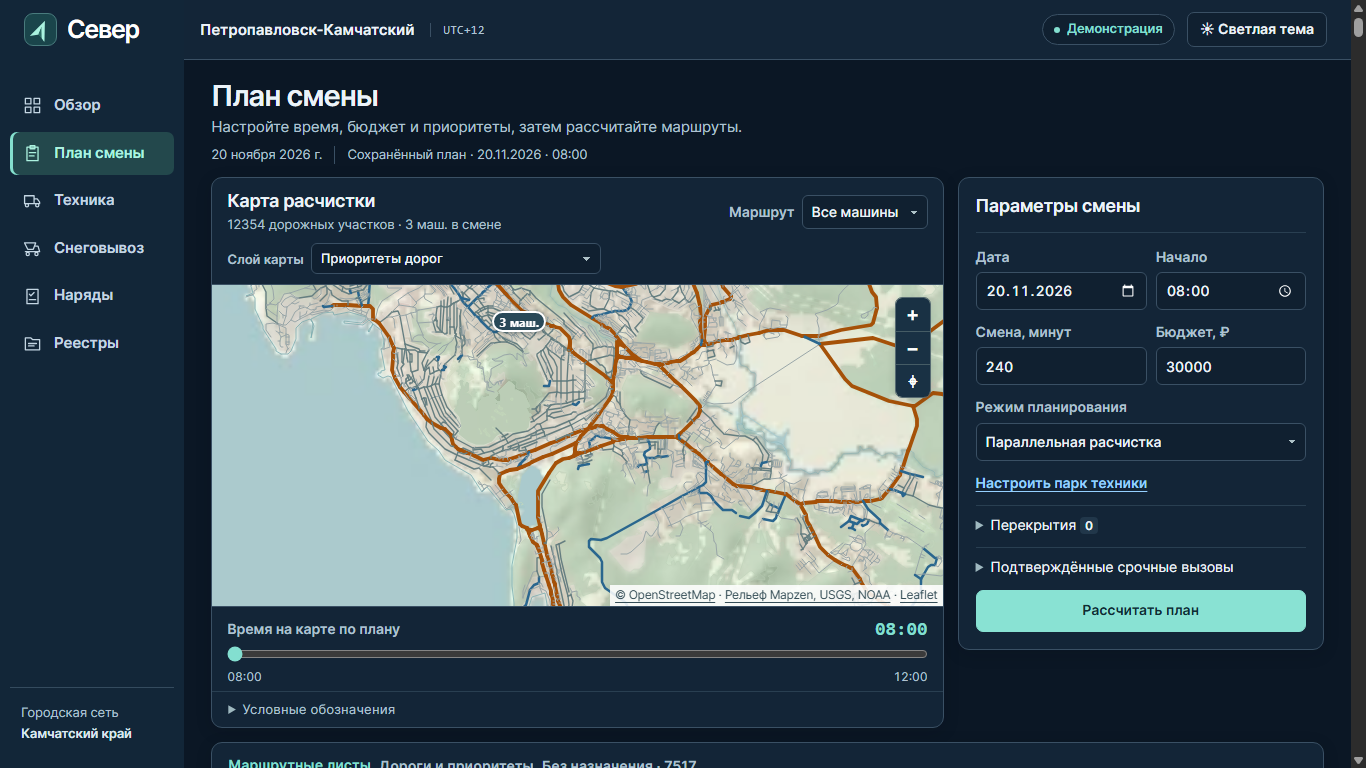 Север
Петропавловск-Камчатский
UTC+12
Демонстрация
Светлая тема
Обзор
План смены
Техника
Снеговывоз
Наряды
Реестры
Городская сеть
Камчатский край
План смены
Настройте время, бюджет и приоритеты, затем рассчитайте маршруты.
20 ноября 2026 г.
Сохранённый план · 20.11.2026 · 08:00
Карта расчистки
12354 дорожных участков · 3 маш. в смене
Маршрут
Все машины
Слой карты
Приоритеты дорог
3 маш.
+
−
© OpenStreetMap · Рельеф Mapzen, USGS, NOAA · Leaflet
Время на карте по плану
08:00
08:00
12:00
Условные обозначения
Параметры смены
Дата
Начало
20.11.2026
08:00
Смена, минут
Бюджет, ₽
240
30000
Режим планирования
Параллельная расчистка
Настроить парк техники
Перекрытия 0
Подтверждённые срочные вызовы
Рассчитать план
Маршрутные листы Дороги и приоритеты Без назначения · 7517